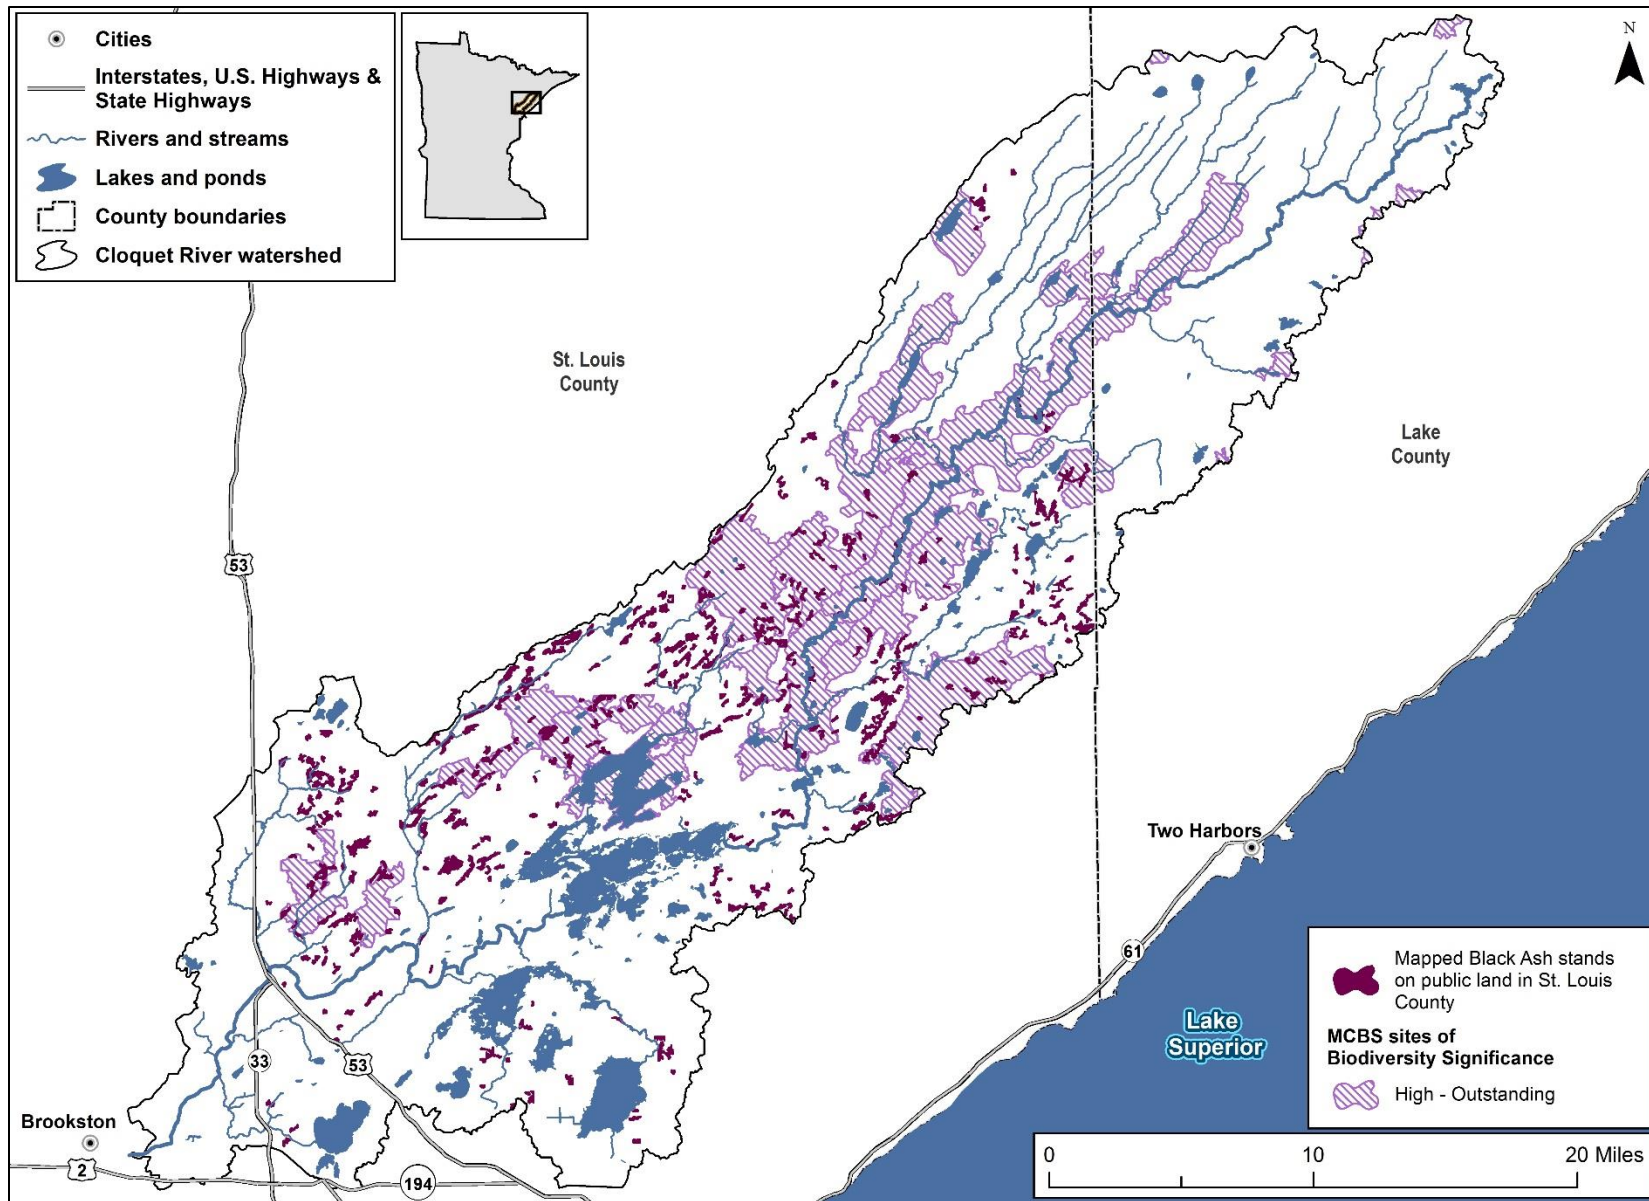 Cities
Interstates, U.S. Highways &
State Highways
Rivers and streams
Lakes and ponds
County boundaries
Cloquet River watershed
N
St. Louis
County
Lake
County
53
Two Harbors
61
Lake
Superior
33
53
Brookston
2
194
Mapped Black Ash stands
on public land in St. Louis
County
MCBS sites of
Biodiversity Significance
High - Outstanding
0 10 20 Miles